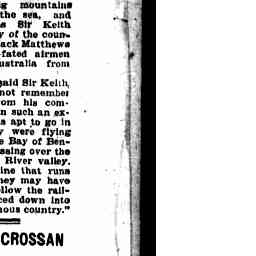 g mountains
the sea, and
s Sir Keith
y of the coun-
ack Matthews
-fated airmen
ustralia from
said Sir Keith,
not remember
om his com-
n such an ex-
s apt to go in
y were flying
e Bay of Ben-
ssing over the
River valley.
ine that runs
hey may have
llow the rail-
ced down into
nous country."
CROSSAN